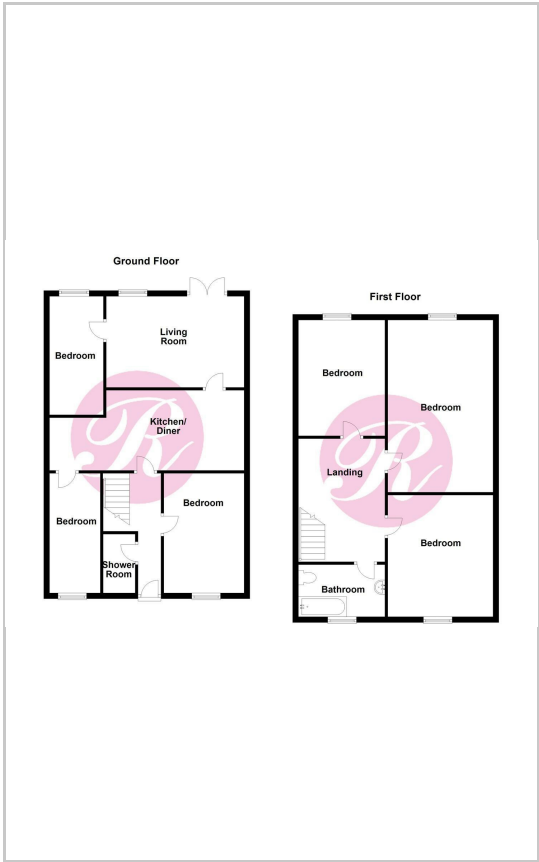 Ground Floor
Living
Room
Bedroom
Kitchen/
Diner
Bedroom
Bedroom
Shower
Room
First Floor
Bedroom
Bedroom
Landing
Bedroom
Bathroom
R
R